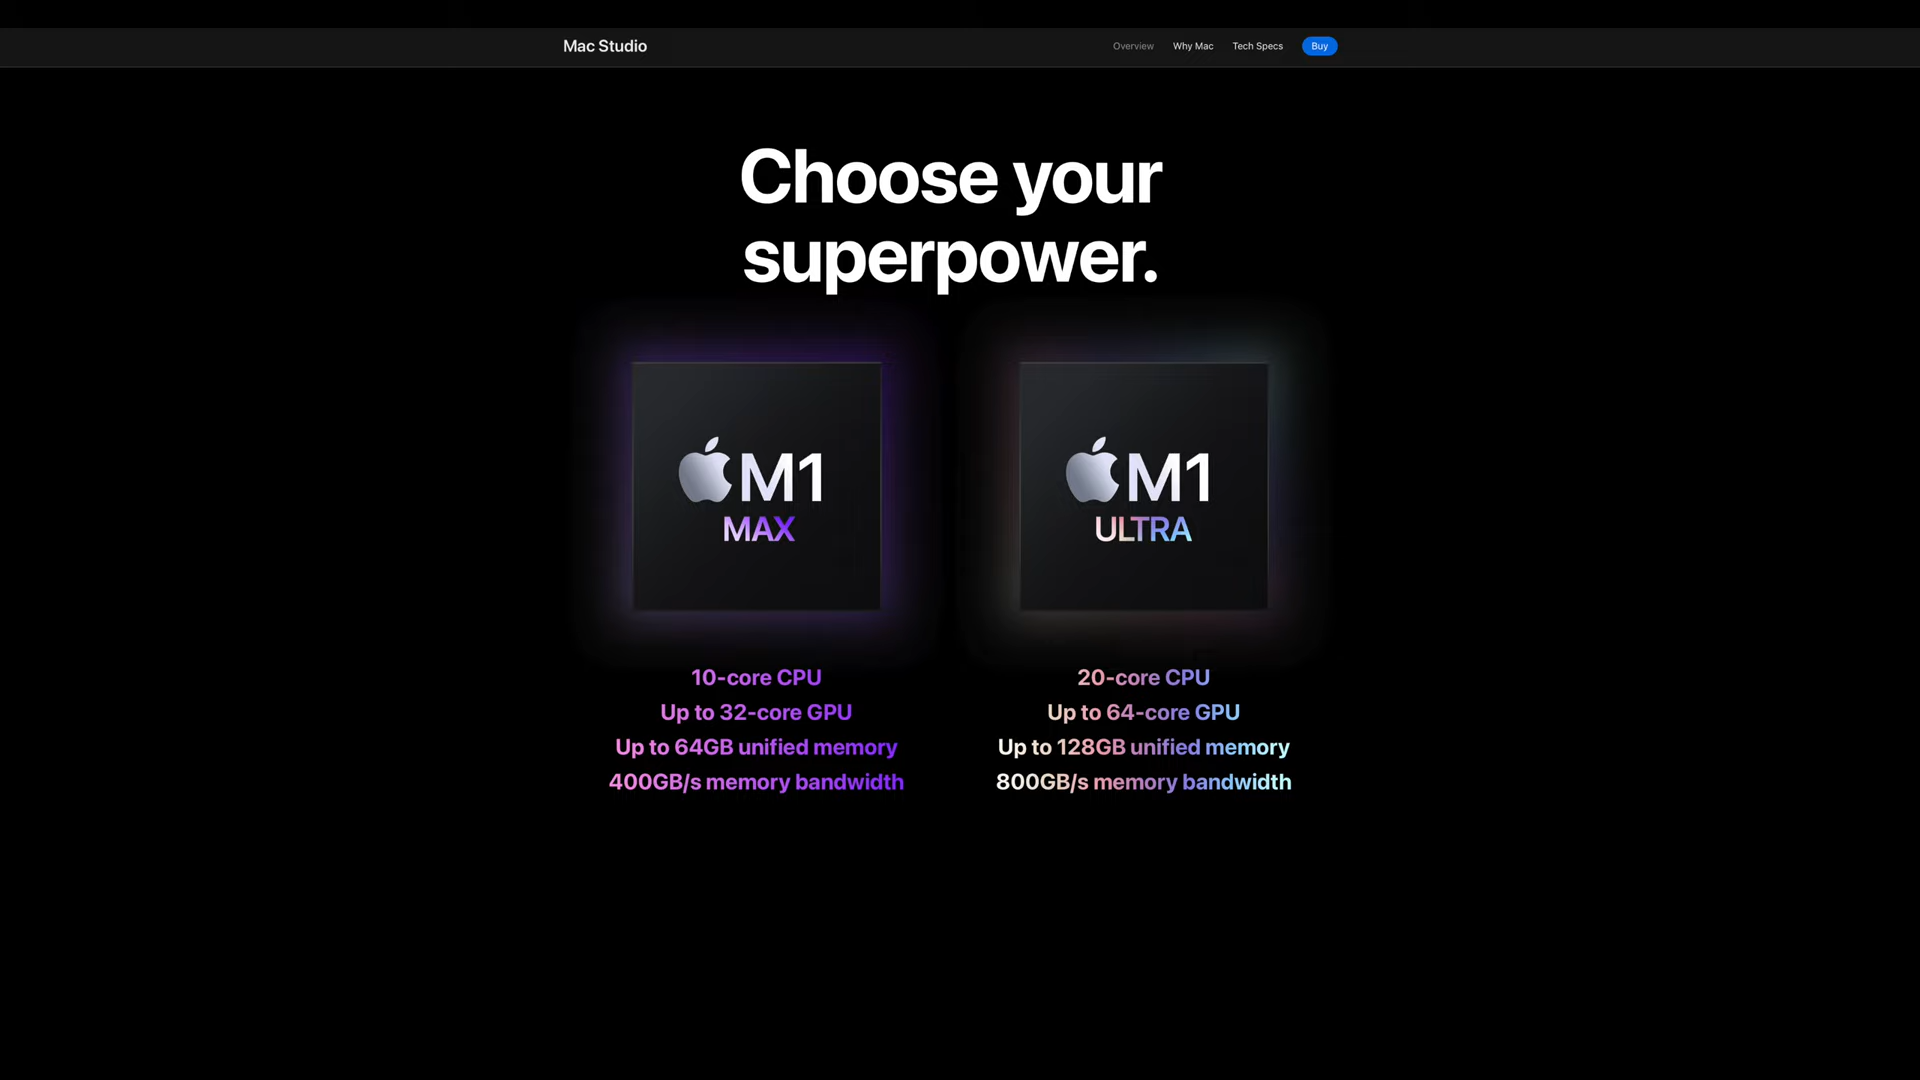 Mac Studio
Overview
Why Mac
Tech Specs
Buy
Choose your
superpower.
M1
MAX
M1
ULTRA
10-core CPU
Up to 32-core GPU
Up to 64GB unified memory
400GB/s memory bandwidth
20-core CPU
Up to 64-core GPU
Up to 128GB unified memory
800GB/s memory bandwidth